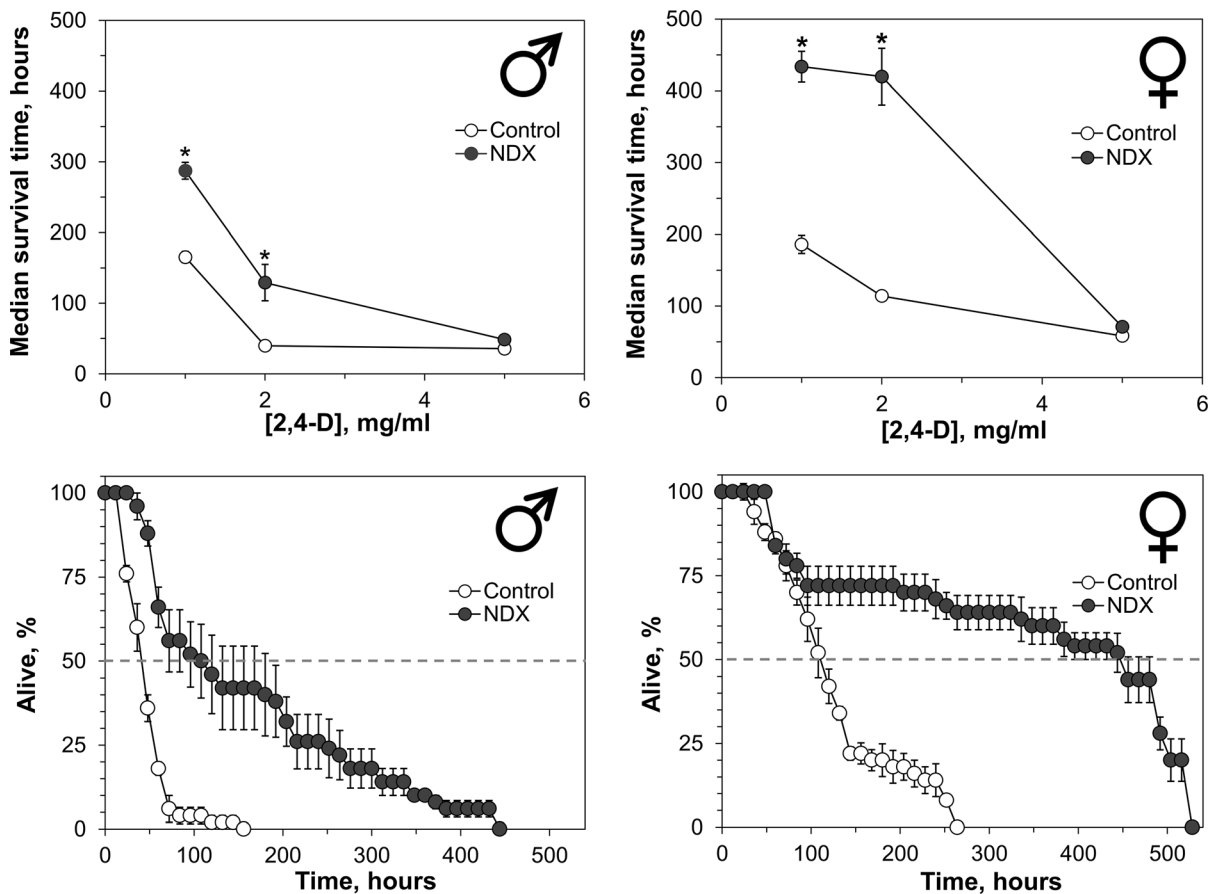 Median survival time, hours
500
400
300
200
100
0
0 2 4 6
[2,4-D], mg/ml
Control
NDX
*
*
Median survival time, hours
500
400
300
200
100
0
0 2 4 6
[2,4-D], mg/ml
Control
NDX
*
*
Alive, %
100
75
50
25
0
0 100 200 300 400 500
Time, hours
Control
NDX
Alive, %
100
75
50
25
0
0 100 200 300 400 500
Time, hours
Control
NDX